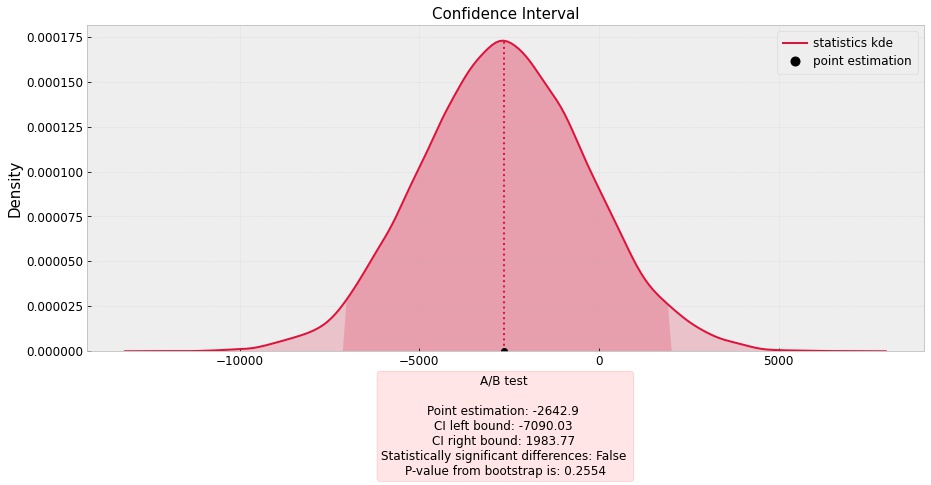 Confidence Interval
statistics kde
point estimation
Density
0.000175
0.000150
0.000125
0.000100
0.000075
0.000050
0.000025
0.000000
−10000
−5000
0
5000
A/B test
Point estimation: -2642.9
CI left bound: -7090.03
CI right bound: 1983.77
Statistically significant differences: False
P-value from bootstrap is: 0.2554